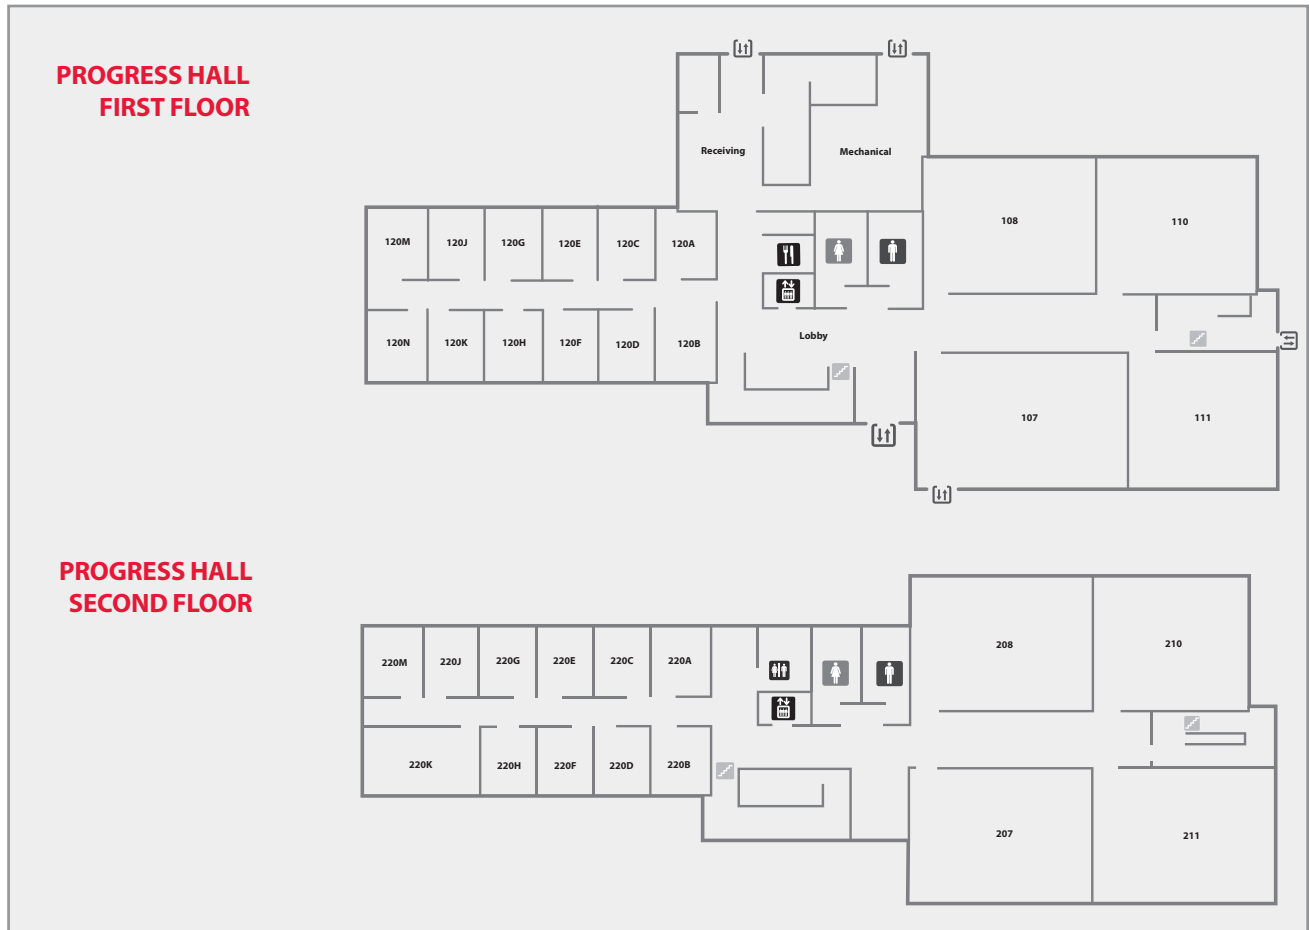 PROGRESS HALL
FIRST FLOOR
Receiving
Mechanical
108
110
120M
120J
120G
120E
120C
120A
Lobby
120N
120K
120H
120F
120D
120B
107
111
PROGRESS HALL
SECOND FLOOR
208
210
220M
220J
220G
220E
220C
220A
220K
220H
220F
220D
220B
207
211